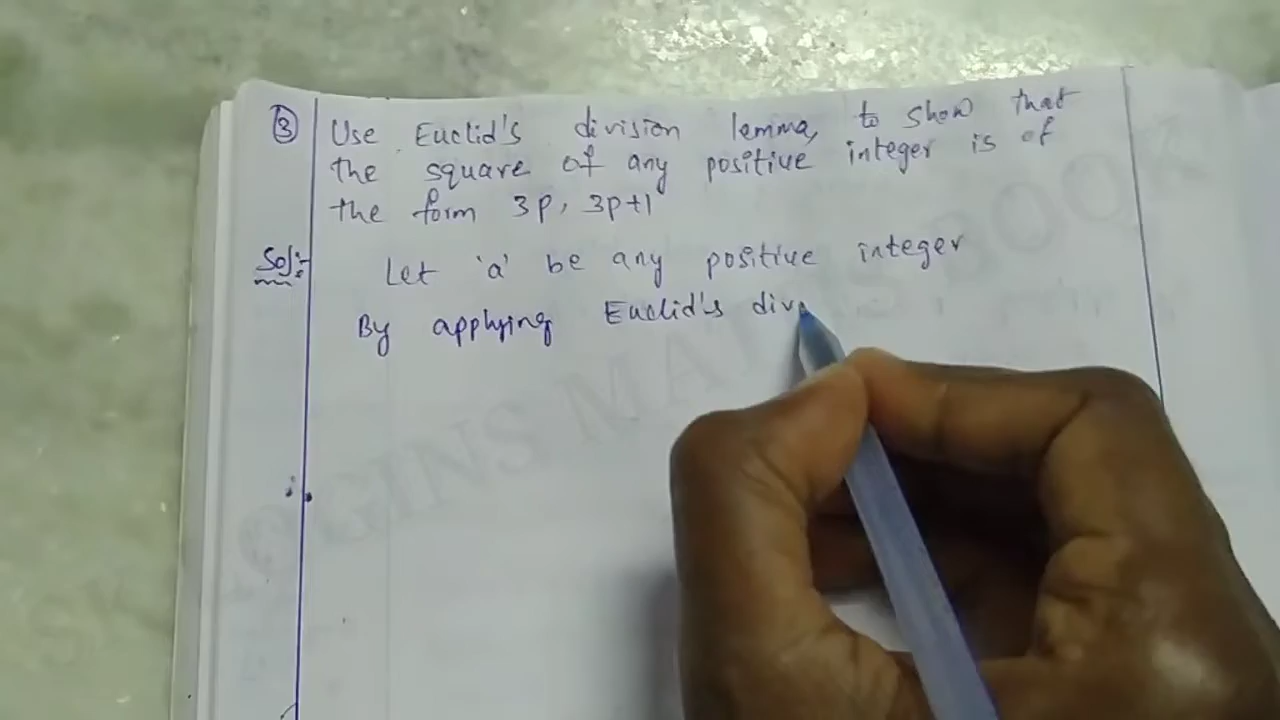 3 Use Euclid's division lemma, to show that
the square of any positive integer is of
the form 3p, 3p+1
Sol:- Let 'a' be any positive integer
By applying Euclid's div